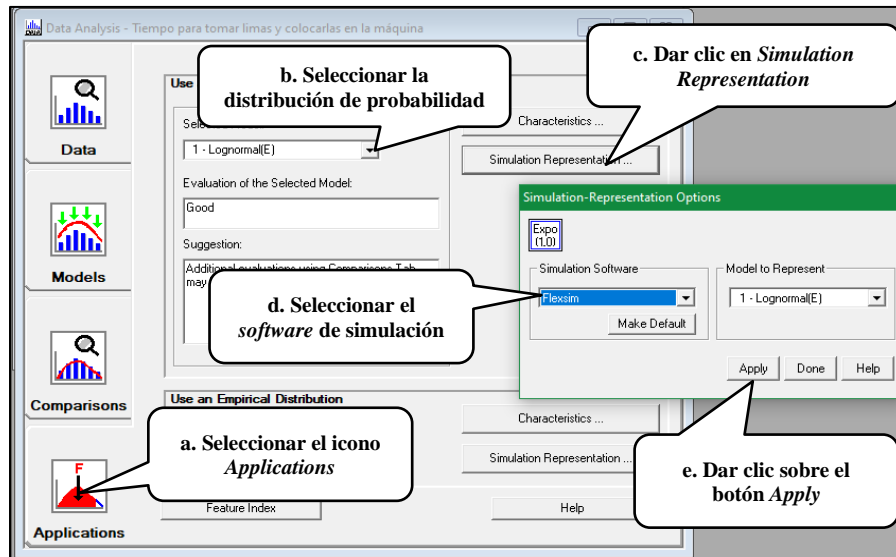 Data Analysis - Tiempo para tomar limas y colocarlas en la máquina
c. Dar clic en Simulation
Representation
b. Seleccionar la
distribución de probabilidad
Use
Data
1 - Lognormal(E)
Characteristics ...
Simulation Representation ...
Evaluation of the Selected Model:
Good
Suggestion:
Additional evaluations using Comparisons Tab
may
Models
Simulation-Representation Options
Expo
(1.0)
Simulation Software
Flexsim
Make Default
Model to Represent
1 - Lognormal(E)
Apply
Done
Help
d. Seleccionar el
software de simulación
Comparisons
Use an Empirical Distribution
Characteristics ...
Simulation Representation ...
a. Seleccionar el icono
Applications
e. Dar clic sobre el
botón Apply
F
Applications
Feature Index
Help